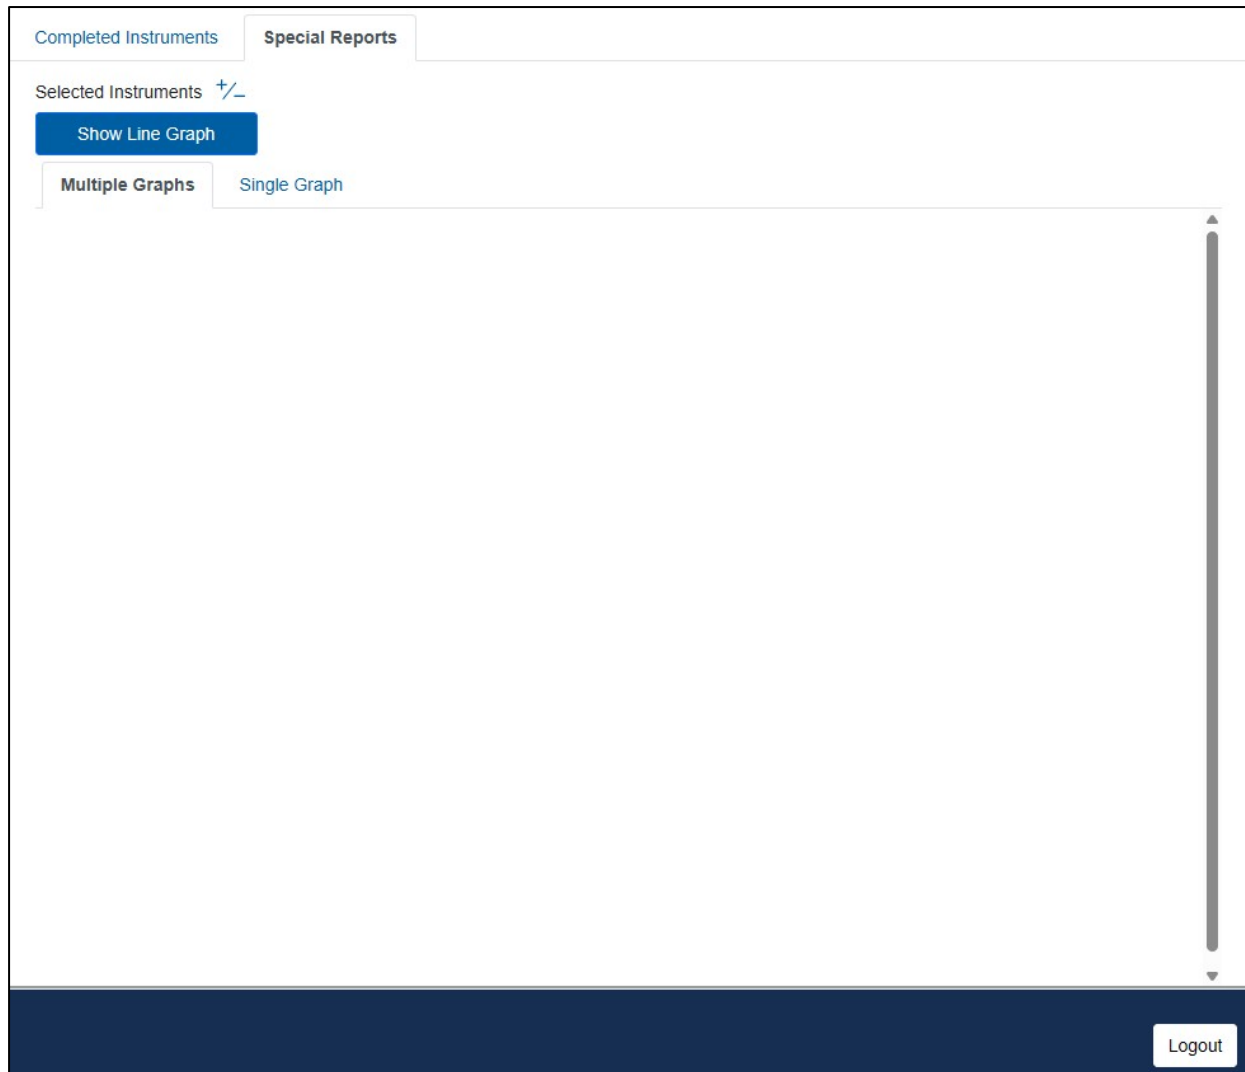 Completed Instruments Special Reports
Selected Instruments +/-
Show Line Graph
Multiple Graphs Single Graph
Logout